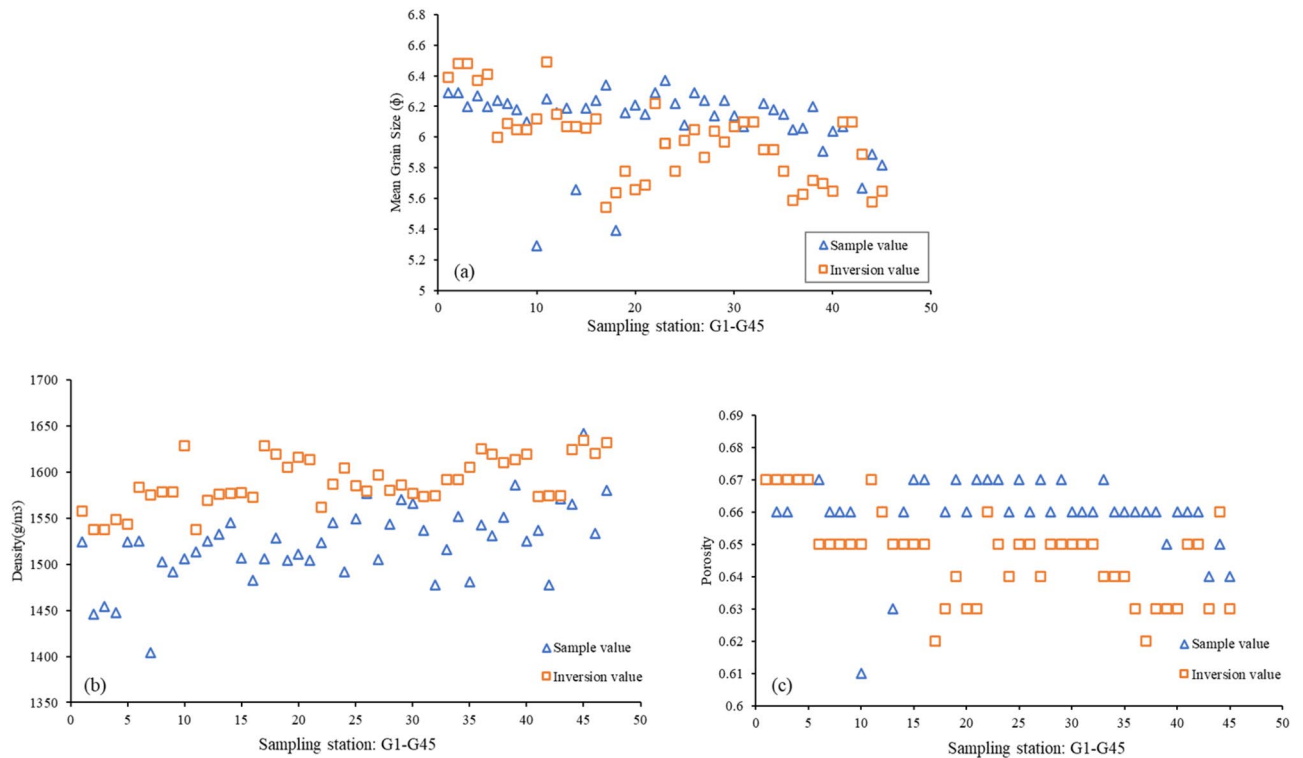 6.8
6.6
6.4
6.2
6
5.8
5.6
5.4
5.2
5
Mean Grain Size (ϕ)
Sample value
Inversion value
(a)
0 10 20 30 40 50
Sampling station: G1-G45
1700
1650
1600
1550
1500
1450
1400
1350
Density(g/m3)
Sample value
Inversion value
(b)
0 5 10 15 20 25 30 35 40 45 50
Sampling station: G1-G45
0.69
0.68
0.67
0.66
0.65
0.64
0.63
0.62
0.61
0.6
Porosity
Sample value
Inversion value
(c)
0 5 10 15 20 25 30 35 40 45 50
Sampling station: G1-G45